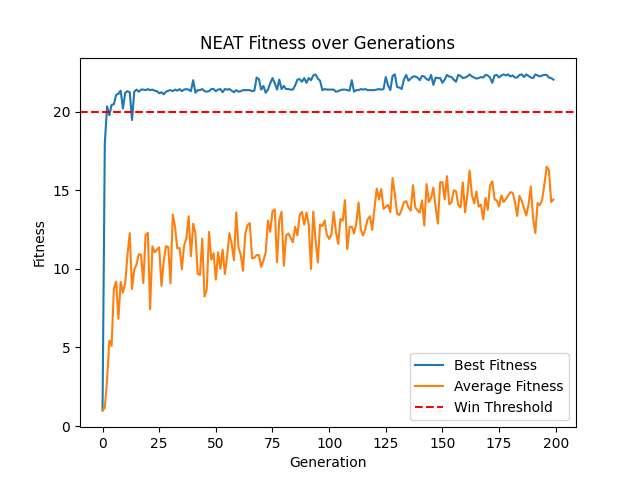 NEAT Fitness over Generations
Fitness
20
15
10
5
0
0 25 50 75 100 125 150 175 200
Generation
Best Fitness
Average Fitness
Win Threshold